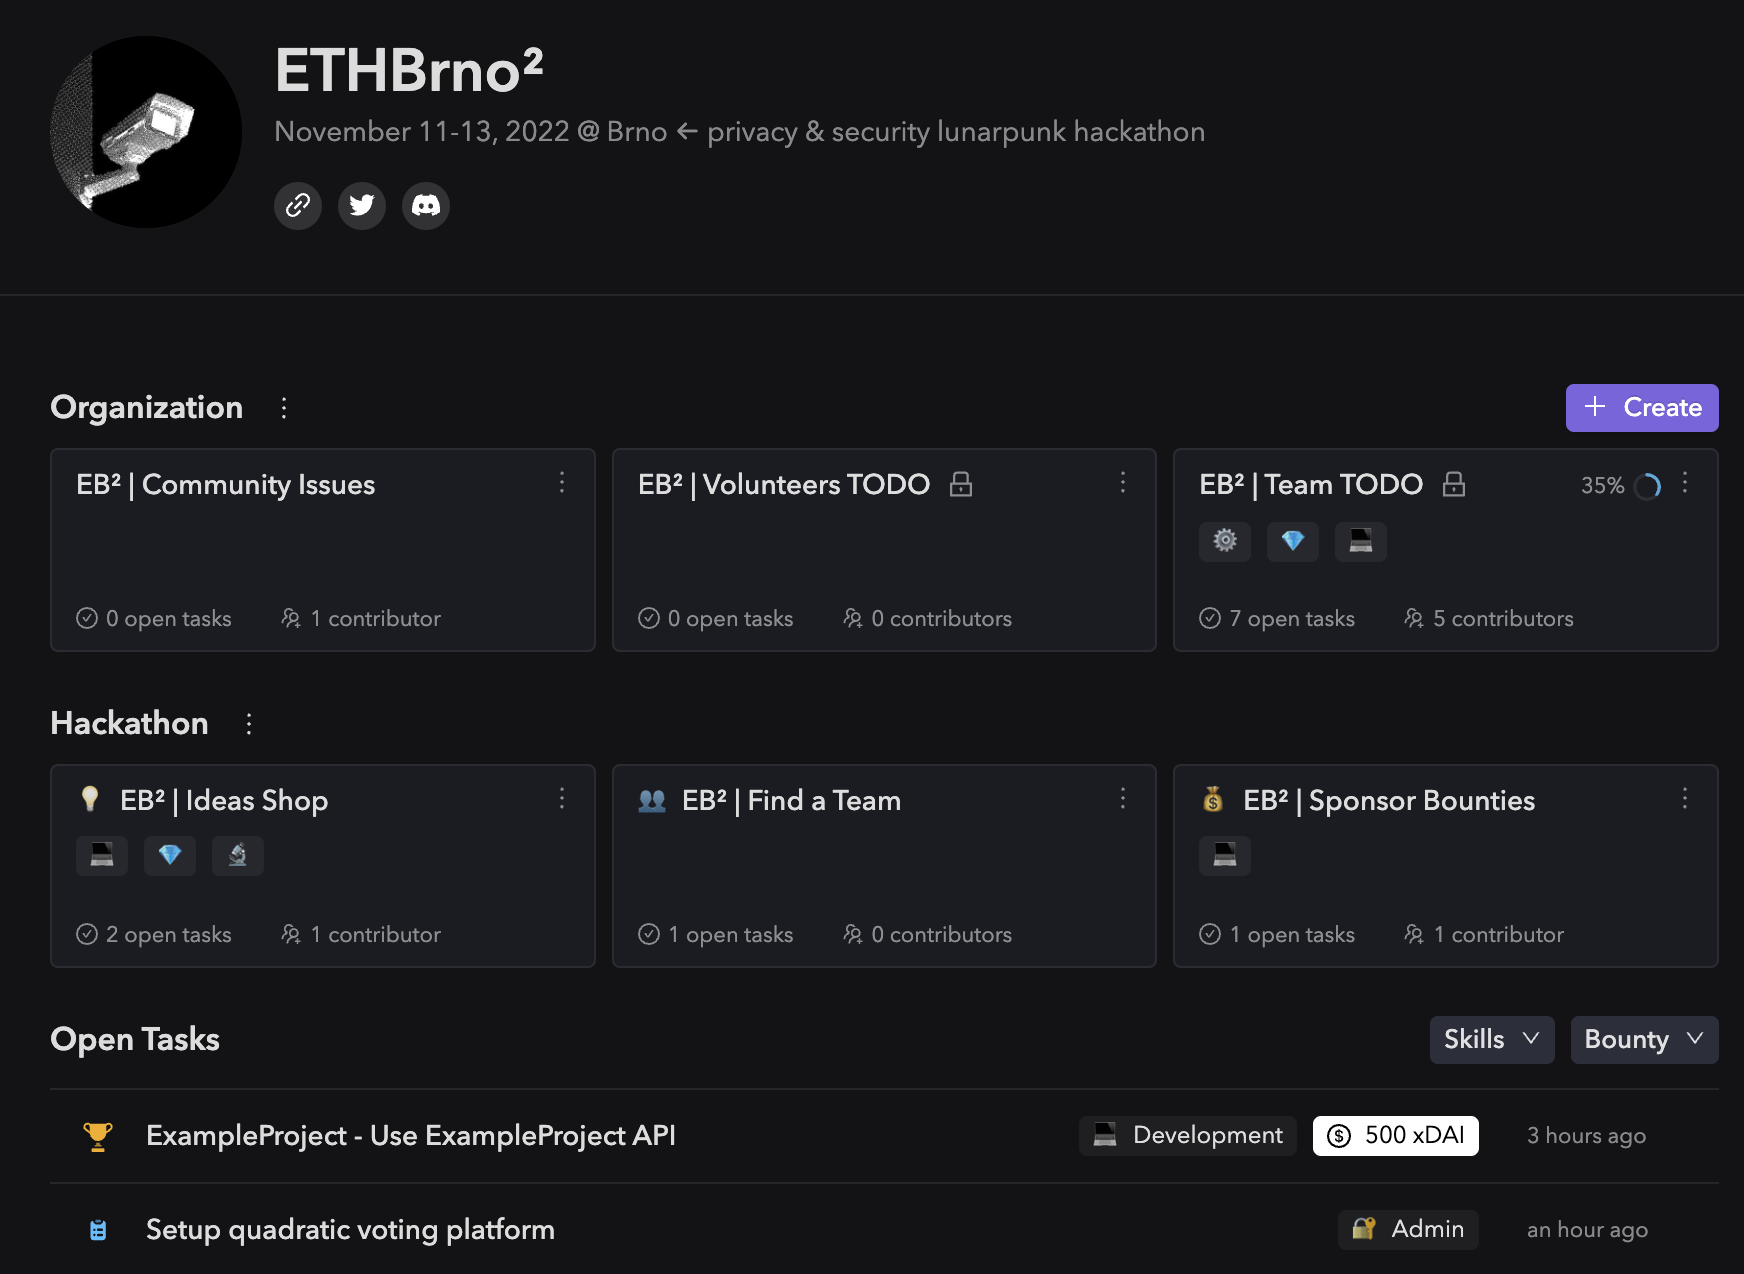 ETHBrno²
November 11-13, 2022 @ Brno ← privacy & security lunarpunk hackathon
Organization
+ Create
EB² | Community Issues
0 open tasks 1 contributor
EB² | Volunteers TODO
0 open tasks 0 contributors
EB² | Team TODO 35%
7 open tasks 5 contributors
Hackathon
EB² | Ideas Shop
2 open tasks 1 contributor
EB² | Find a Team
1 open tasks 0 contributors
EB² | Sponsor Bounties
1 open tasks 1 contributor
Open Tasks
Skills
Bounty
ExampleProject - Use ExampleProject API Development 500 xDAI 3 hours ago
Setup quadratic voting platform Admin an hour ago